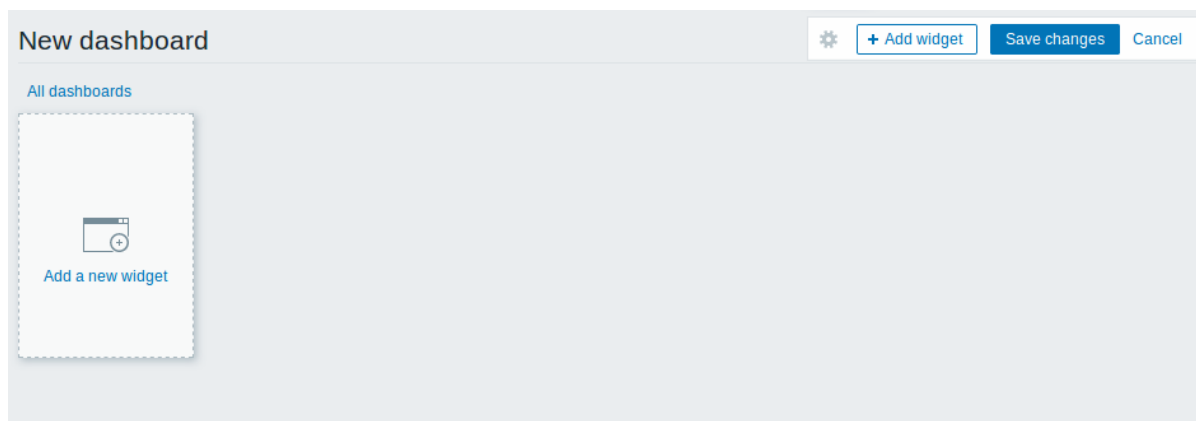 New dashboard
+ Add widget
Save changes
Cancel
All dashboards
Add a new widget